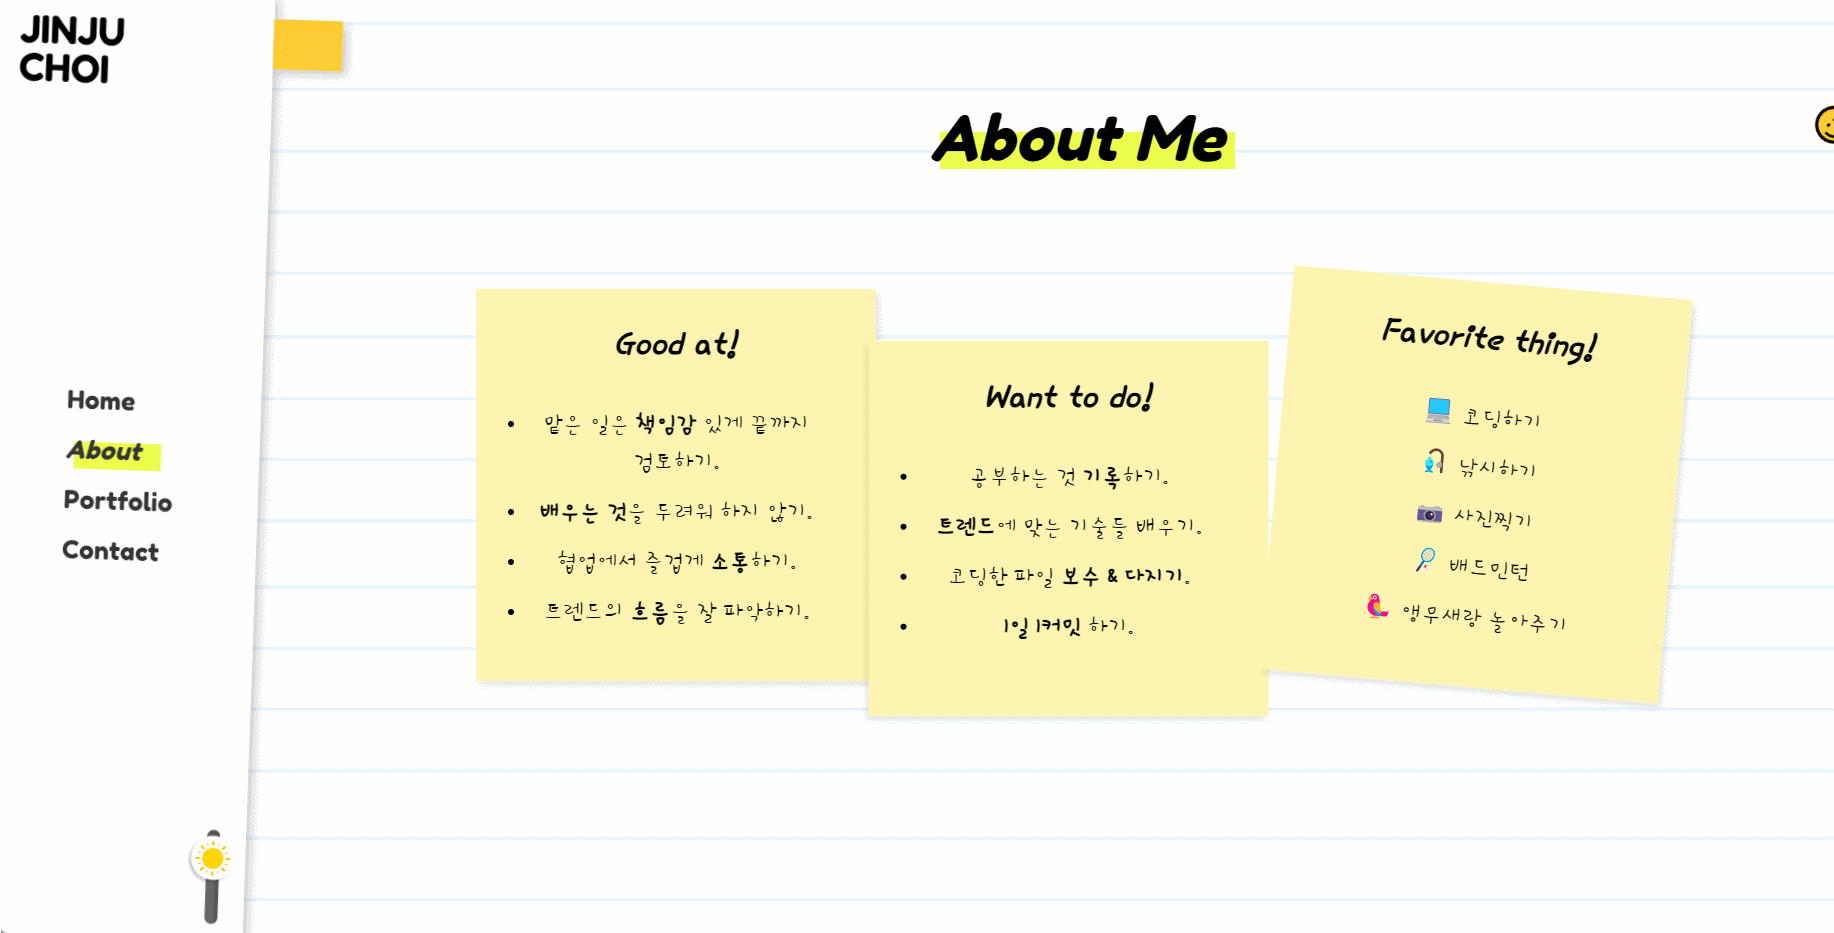 JINJU
CHOI
Home
About
Portfolio
Contact
About Me
Good at!
맡은 일은 책임감 있게 끝까지
검토하기.
배우는 것을 두려워 하지 않기.
협업에서 즐겁게 소통하기.
트렌드의 흐름을 잘 파악하기.
Want to do!
공부하는 것 기록하기.
트렌드에 맞는 기술들 배우기.
코딩한 파일 보수 & 다지기.
1일 1커밋 하기.
Favorite thing!
코딩하기
낚시하기
사진찍기
배드민턴
앵무새랑 놀아주기